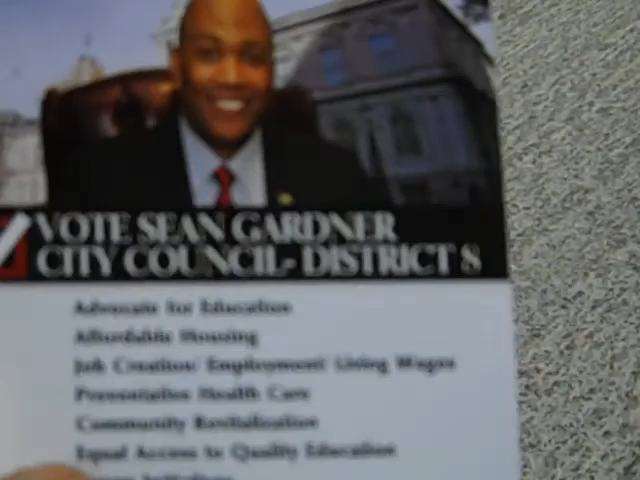 VOTE SEAN GARDNER
CITY COUNCIL- DISTRICT 8
Advocate for Education
Affordable Housing
Job Creation/ Employment/ Living Wages
Preventative Health Care
Community Revitalization
Equal Access to Quality Education